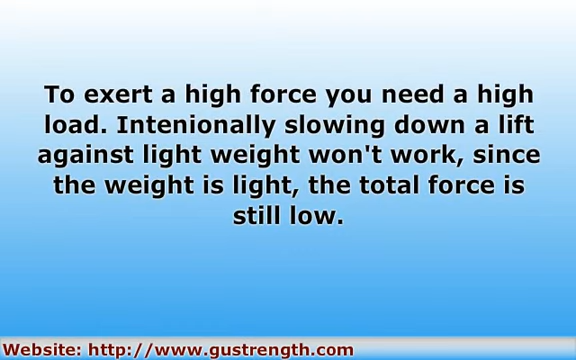 To exert a high force you need a high
load. Intenionally slowing down a lift
against light weight won't work, since
the weight is light, the total force is
still low.
Website: http://www.gustrength.com